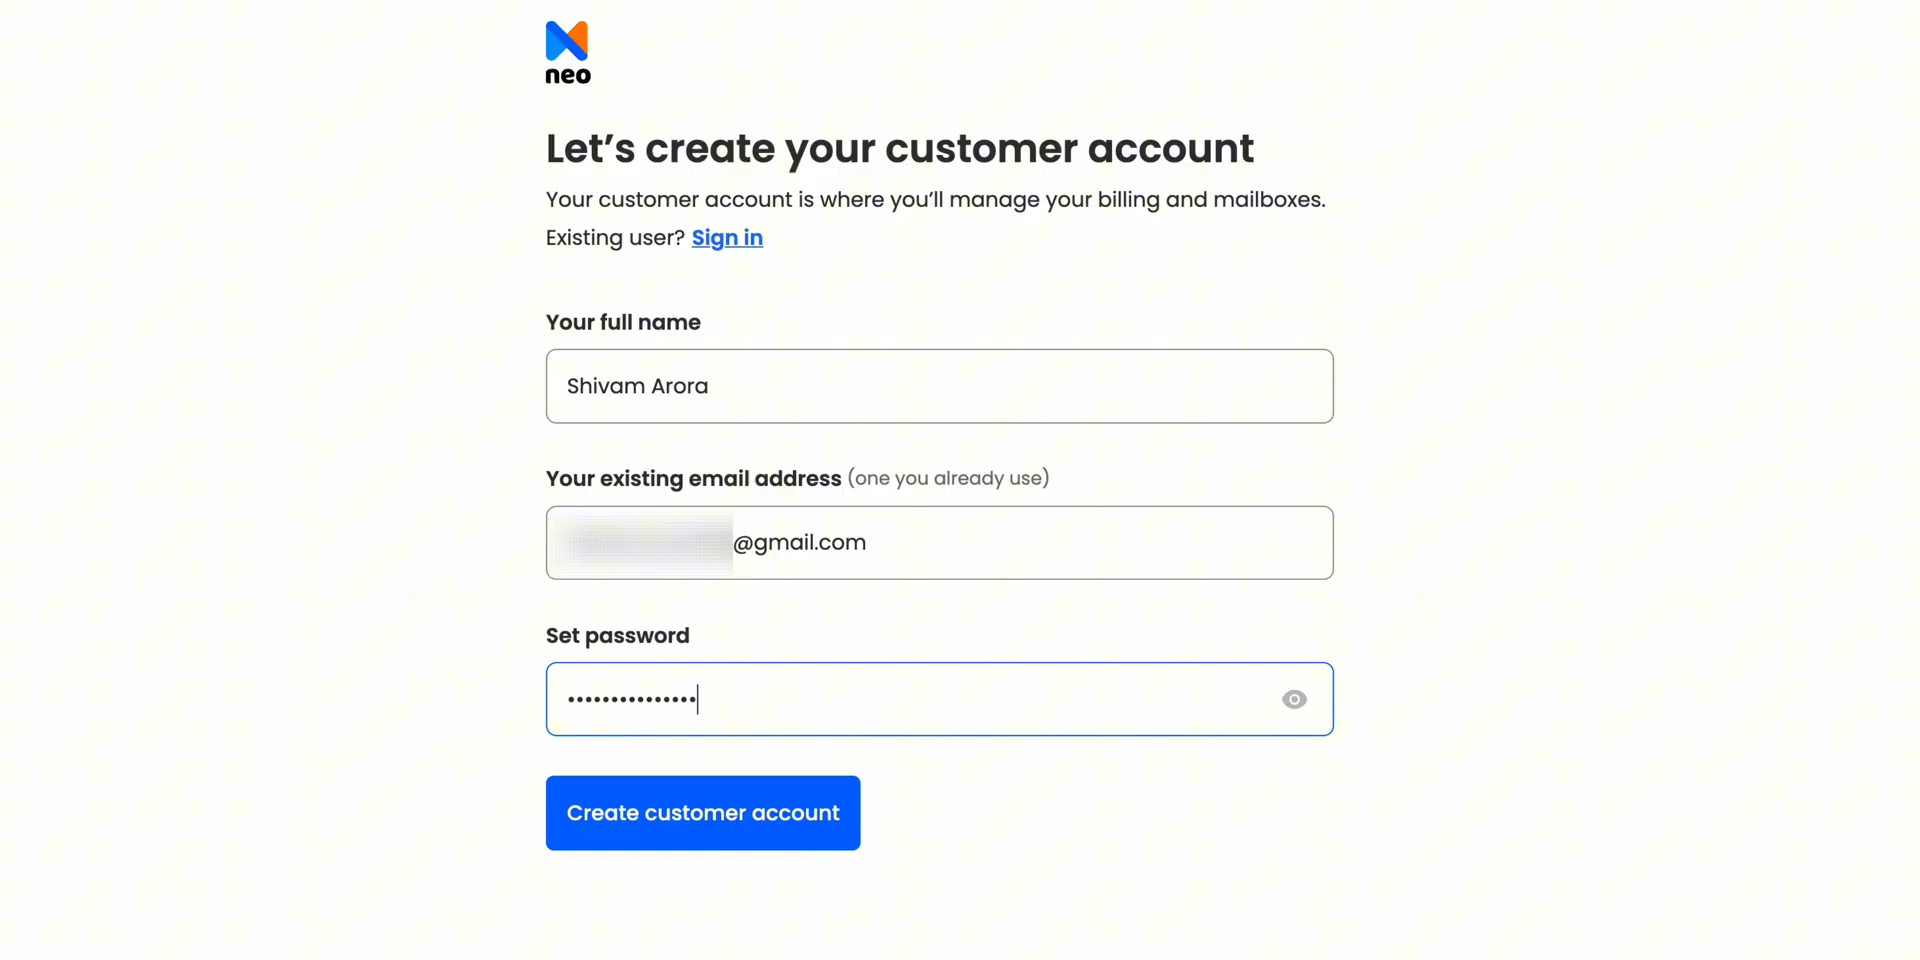 neo
Let’s create your customer account
Your customer account is where you’ll manage your billing and mailboxes.
Existing user? Sign in
Your full name
Shivam Arora
Your existing email address (one you already use)
@gmail.com
Set password
•••••••••••••••
Create customer account